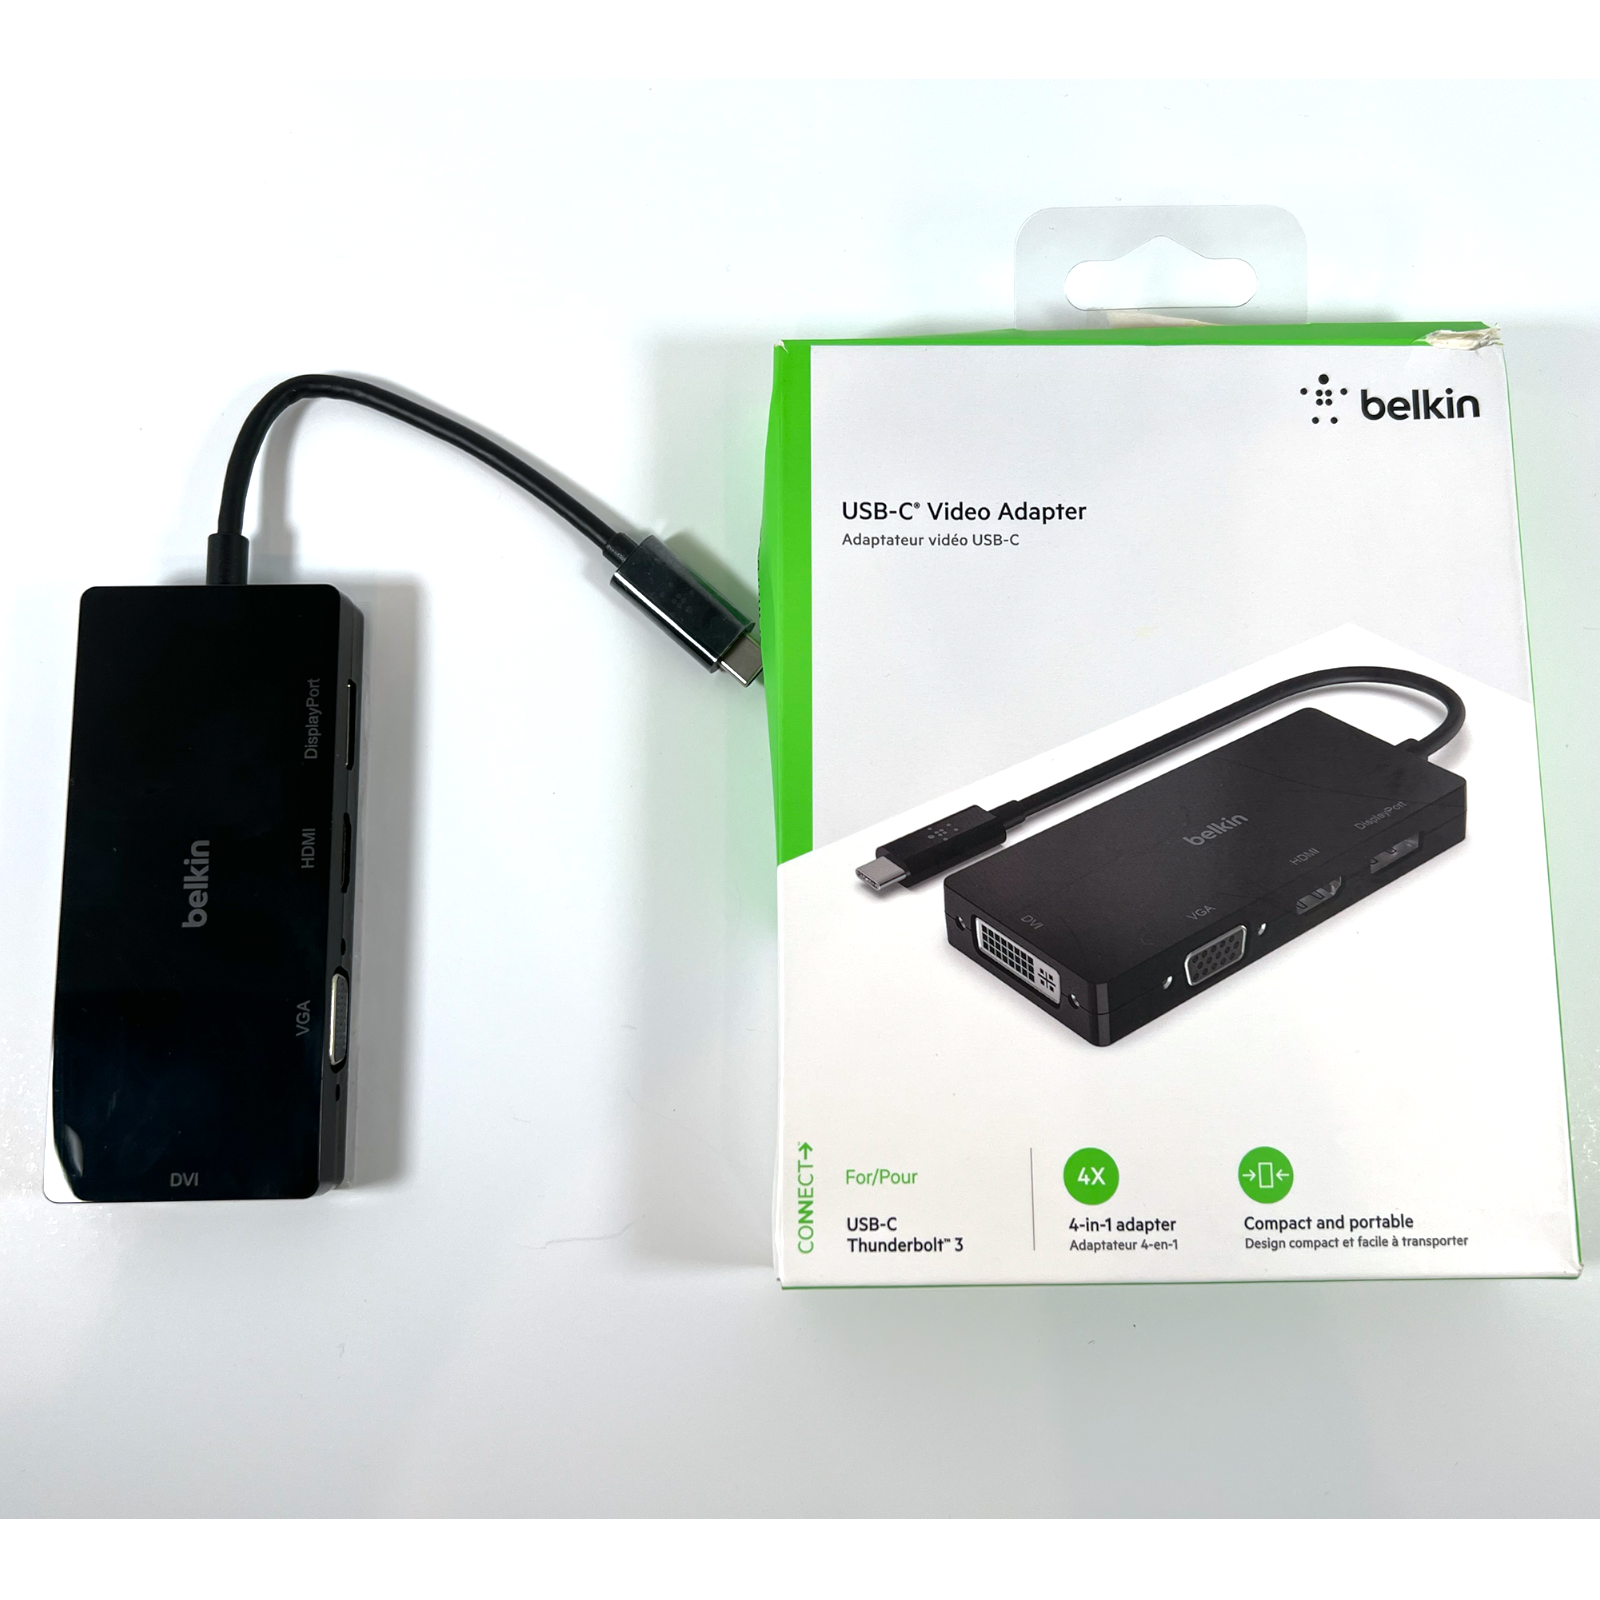 belkin
DisplayPort
HDMI
VGA
DVI
belkin
USB-C® Video Adapter
Adaptateur vidéo USB-C
belkin
DisplayPort
HDMI
VGA
DVI
CONNECT→
For/Pour
USB-C
Thunderbolt™ 3
4X
4-in-1 adapter
Adaptateur 4-en-1
Compact and portable
Design compact et facile à transporter